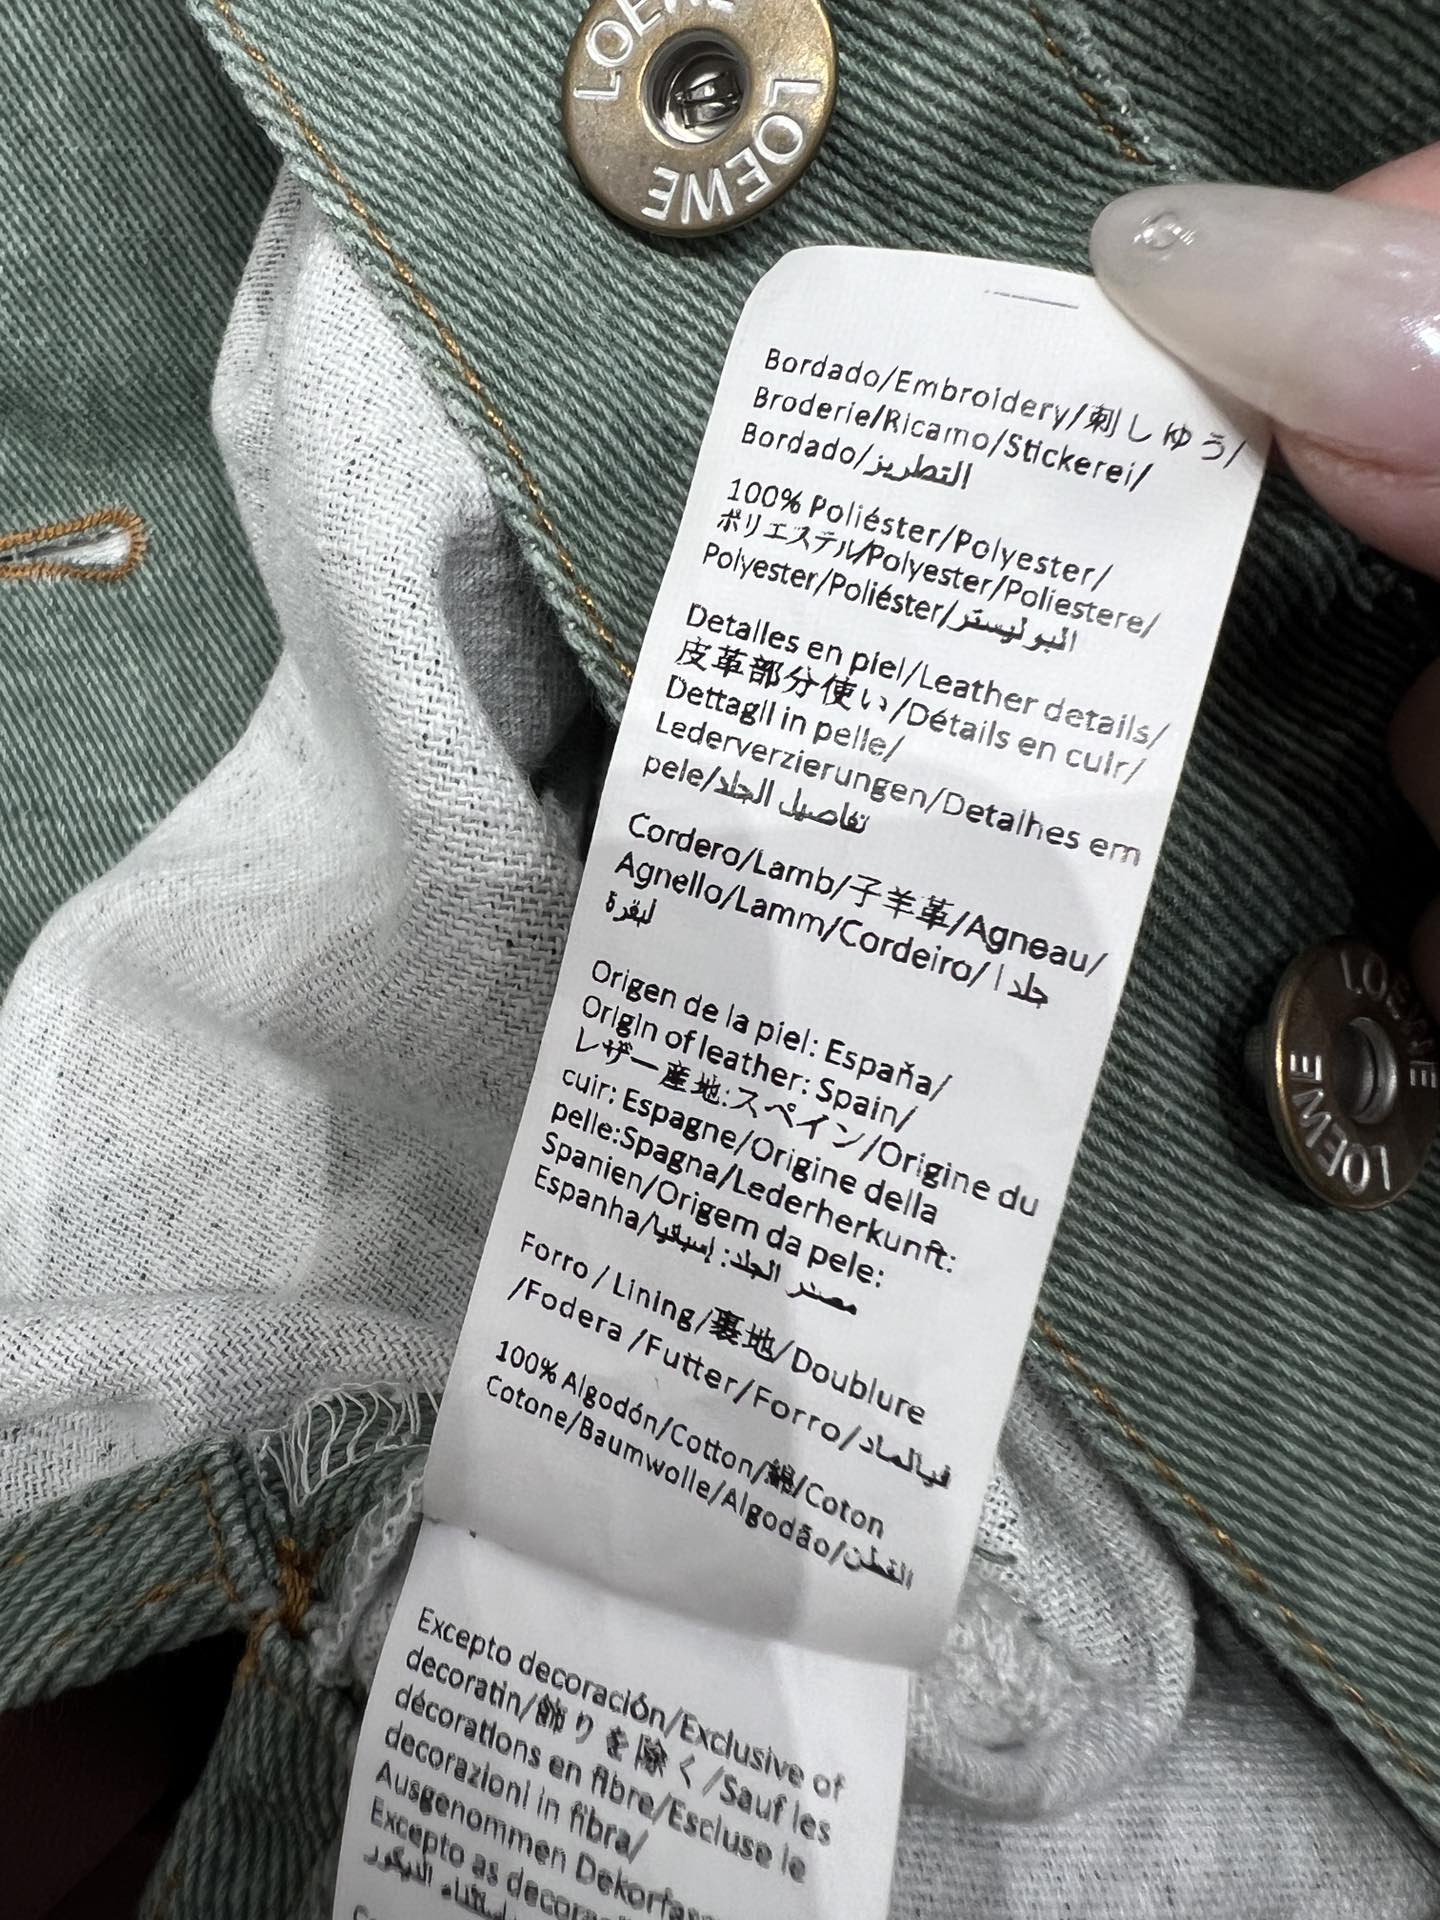 LOEWE
LOEWE
LOEWE
Bordado/Embroidery/刺しゅう/
Broderie/Ricamo/Stickerei/
Bordado/التطريز
100% Poliéster/Polyester/
ポリエステル/Polyester/Poliestere/
Polyester/Poliéster/البوليستر
Detalles en piel/Leather details/
皮革部分使い/Détails en cuir/
Dettagli in pelle/
Lederverzierungen/Detalhes em
pele/تفاصيل الجلد
Cordero/Lamb/子羊革/Agneau/
Agnello/Lamm/Cordeiro/جلد ا
لبقرة
Origen de la piel: España/
Origin of leather: Spain/
レザー産地:スペイン/Origine du
cuir: Espagne/Origine della
pelle:Spagna/Lederherkunft:
Spanien/Origem da pele:
Espanha/مصدر الجلد: إسبانيا
Forro / Lining/裏地/Doublure
/Fodera /Futter/Forro/
100% Algodón/Cotton/綿/Coton
Cotone/Baumwolle/Algodão/القطن
Excepto decoración/Exclusive of
decoratin/飾りを除く/Sauf les
décorations en fibre/Escluse le
decorazioni in fibra/
Ausgenommen
Excepto as
LOEWE
LOEWE